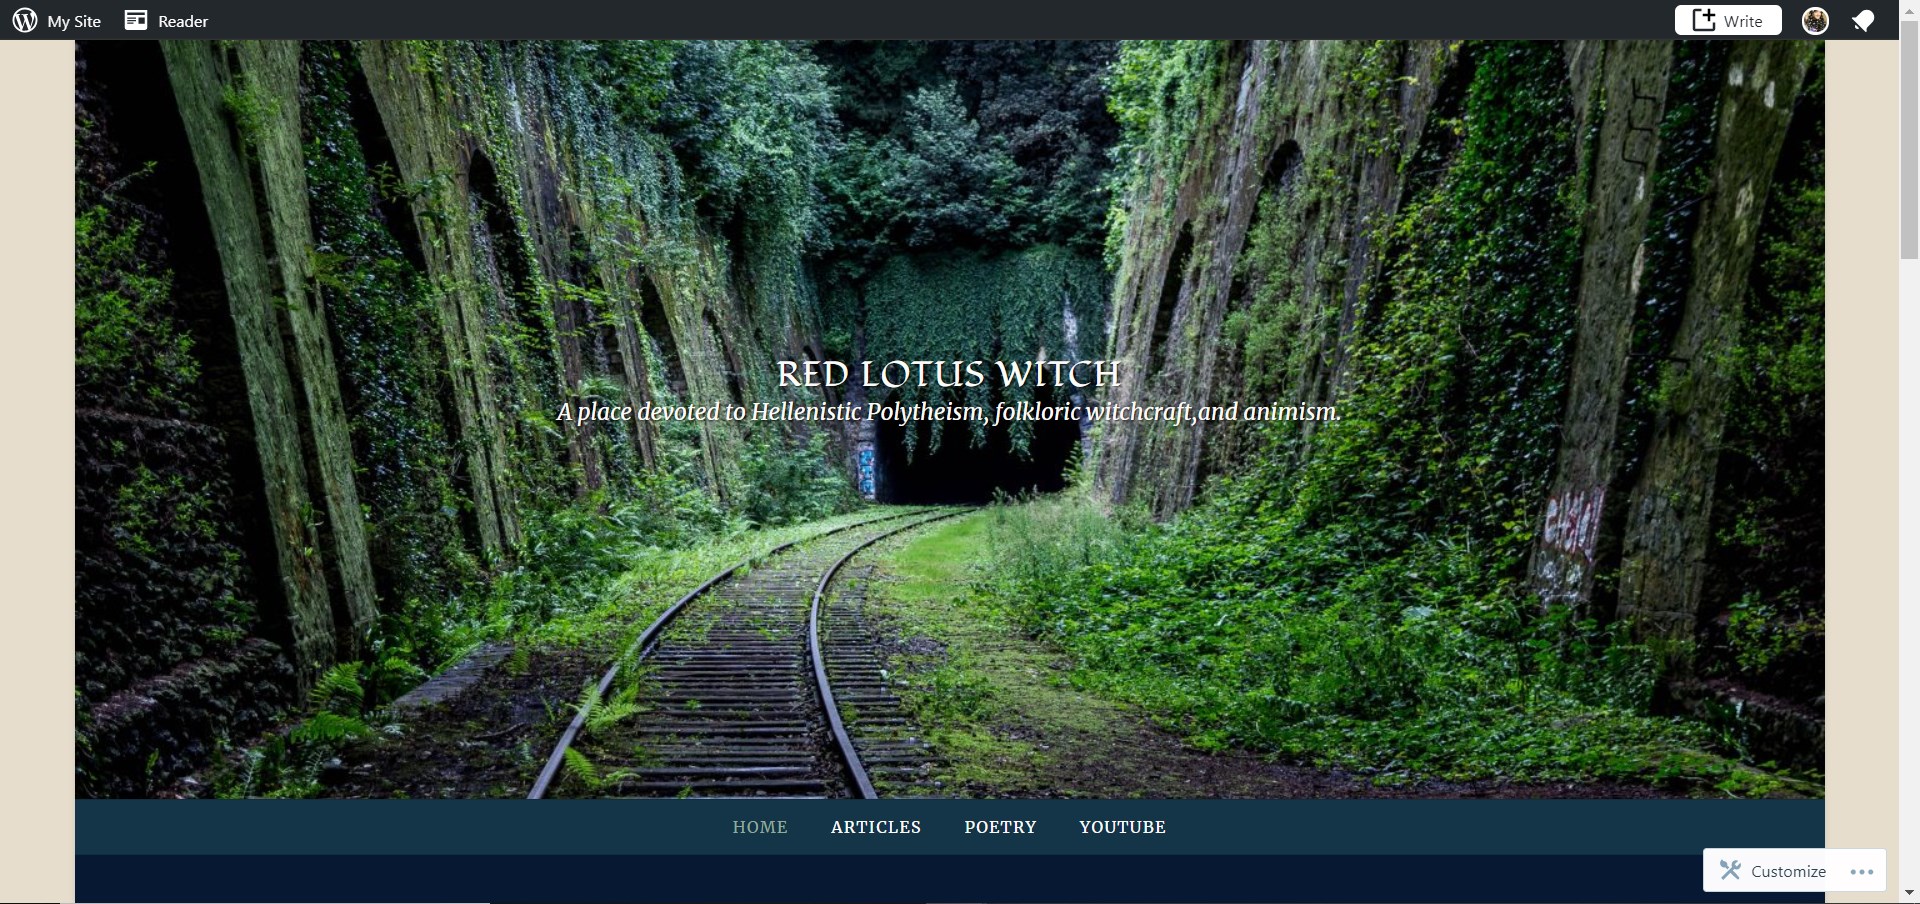 My Site Reader Write
RED LOTUS WITCH
A place devoted to Hellenistic Polytheism, folkloric witchcraft,and animism.
HOME ARTICLES POETRY YOUTUBE
Customize